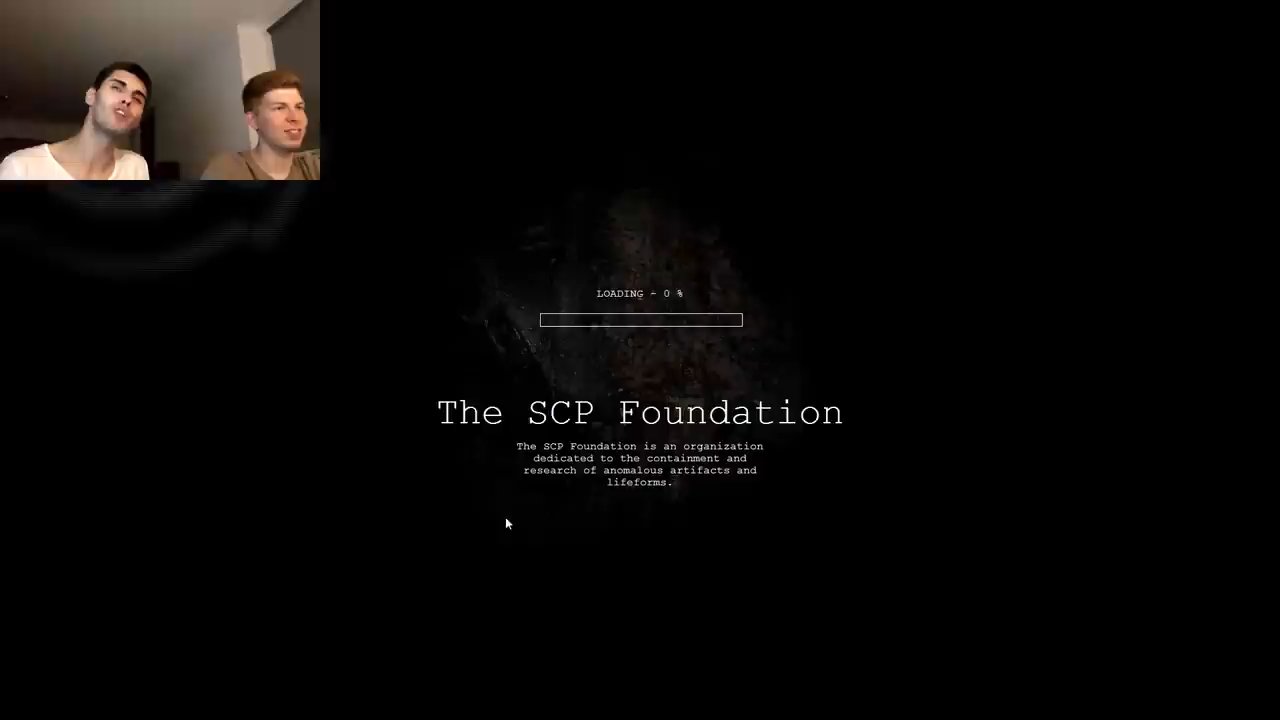 LOADING - 0 %
The SCP Foundation
The SCP Foundation is an organization
dedicated to the containment and
research of anomalous artifacts and
lifeforms.